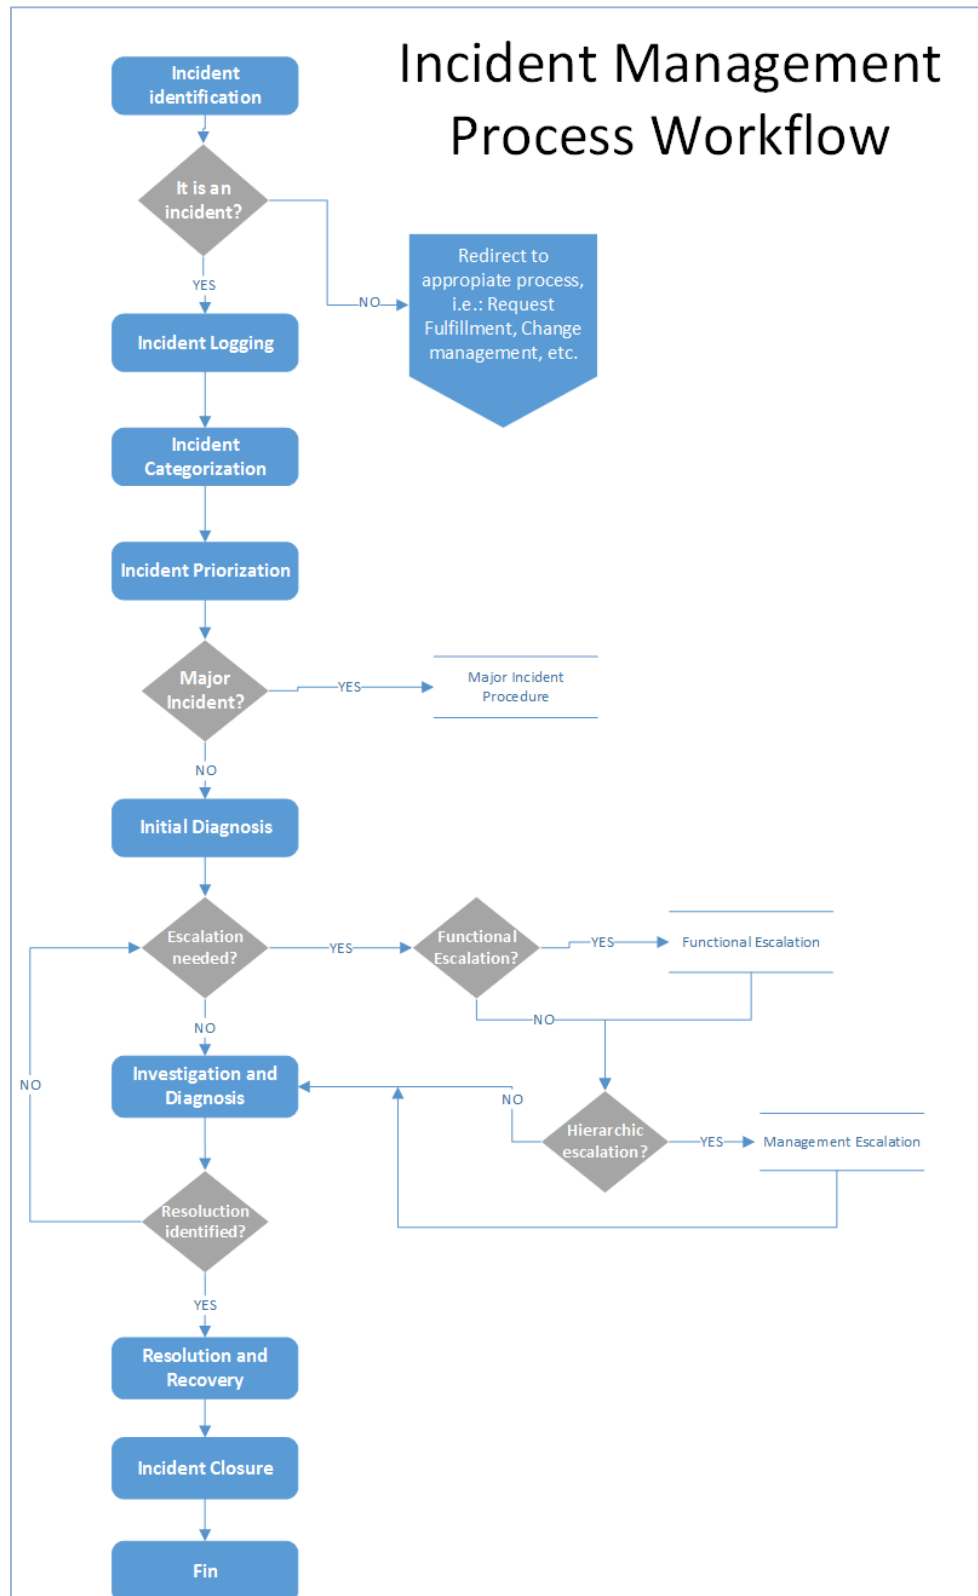 Incident Management
Process Workflow
Incident
identification
It is an
incident?
NO
Redirect to
appropiate process,
i.e.: Request
Fulfillment, Change
management, etc.
YES
Incident Logging
Incident
Categorization
Incident Priorization
Major
Incident?
YES
Major Incident
Procedure
NO
Initial Diagnosis
Escalation
needed?
YES
Functional
Escalation?
YES
Functional Escalation
NO
NO
Investigation and
Diagnosis
NO
NO
Hierarchic
escalation?
YES
Management Escalation
Resoluction
identified?
YES
Resolution and
Recovery
Incident Closure
Fin